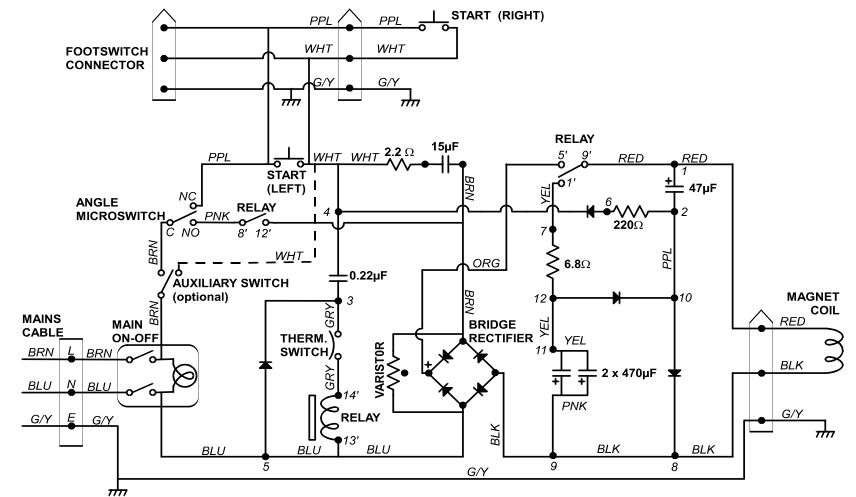 PPL
PPL
START (RIGHT)
FOOTSWITCH
CONNECTOR
WHT
WHT
G/Y
G/Y
PPL
START
(LEFT)
WHT
WHT
2.2 Ω
15µF
BRN
RELAY
5'
9'
1'
RED
RED
1
47µF
ANGLE
MICROSWITCH
NC
C
NO
PNK
RELAY
8'
12'
4
YEL
6
220Ω
2
BRN
WHT
AUXILIARY SWITCH
(optional)
ORG
7
6.8Ω
PPL
BRN
0.22µF
3
GRY
BRN
12
10
MAINS
CABLE
MAIN
ON-OFF
THERM.
SWITCH
BRIDGE
RECTIFIER
YEL
MAGNET
COIL
RED
BRN
L
BRN
VARISTOR
11
YEL
BLU
N
BLU
GRY
+
2 x 470µF
BLK
+
+
+
PNK
G/Y
E
G/Y
14'
RELAY
13'
BLK
G/Y
BLU
5
BLU
BLU
9
BLK
8
BLK
G/Y